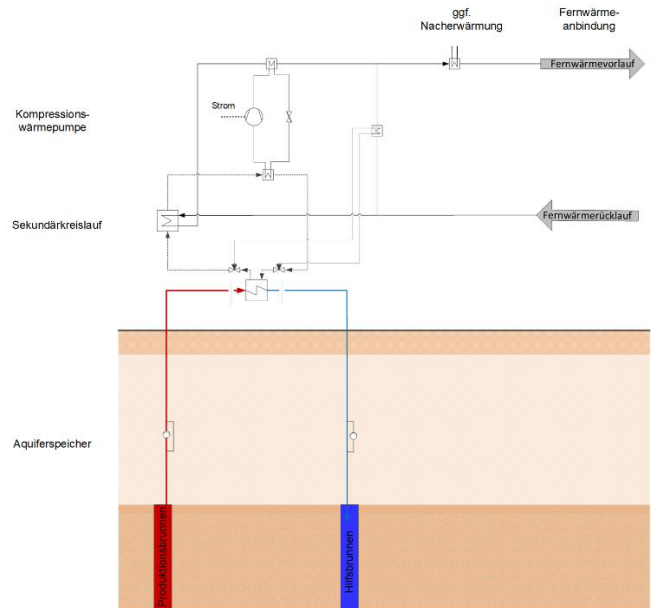 ggf.
Nacherwärmung
Fernwärme-
anbindung
Fernwärmevorlauf
Strom
Kompressions-
wärmepumpe
Sekundärkreislauf
Fernwärmerücklauf
Aquiferspeicher
Produktionsbrunnen
Hilfsbrunnen